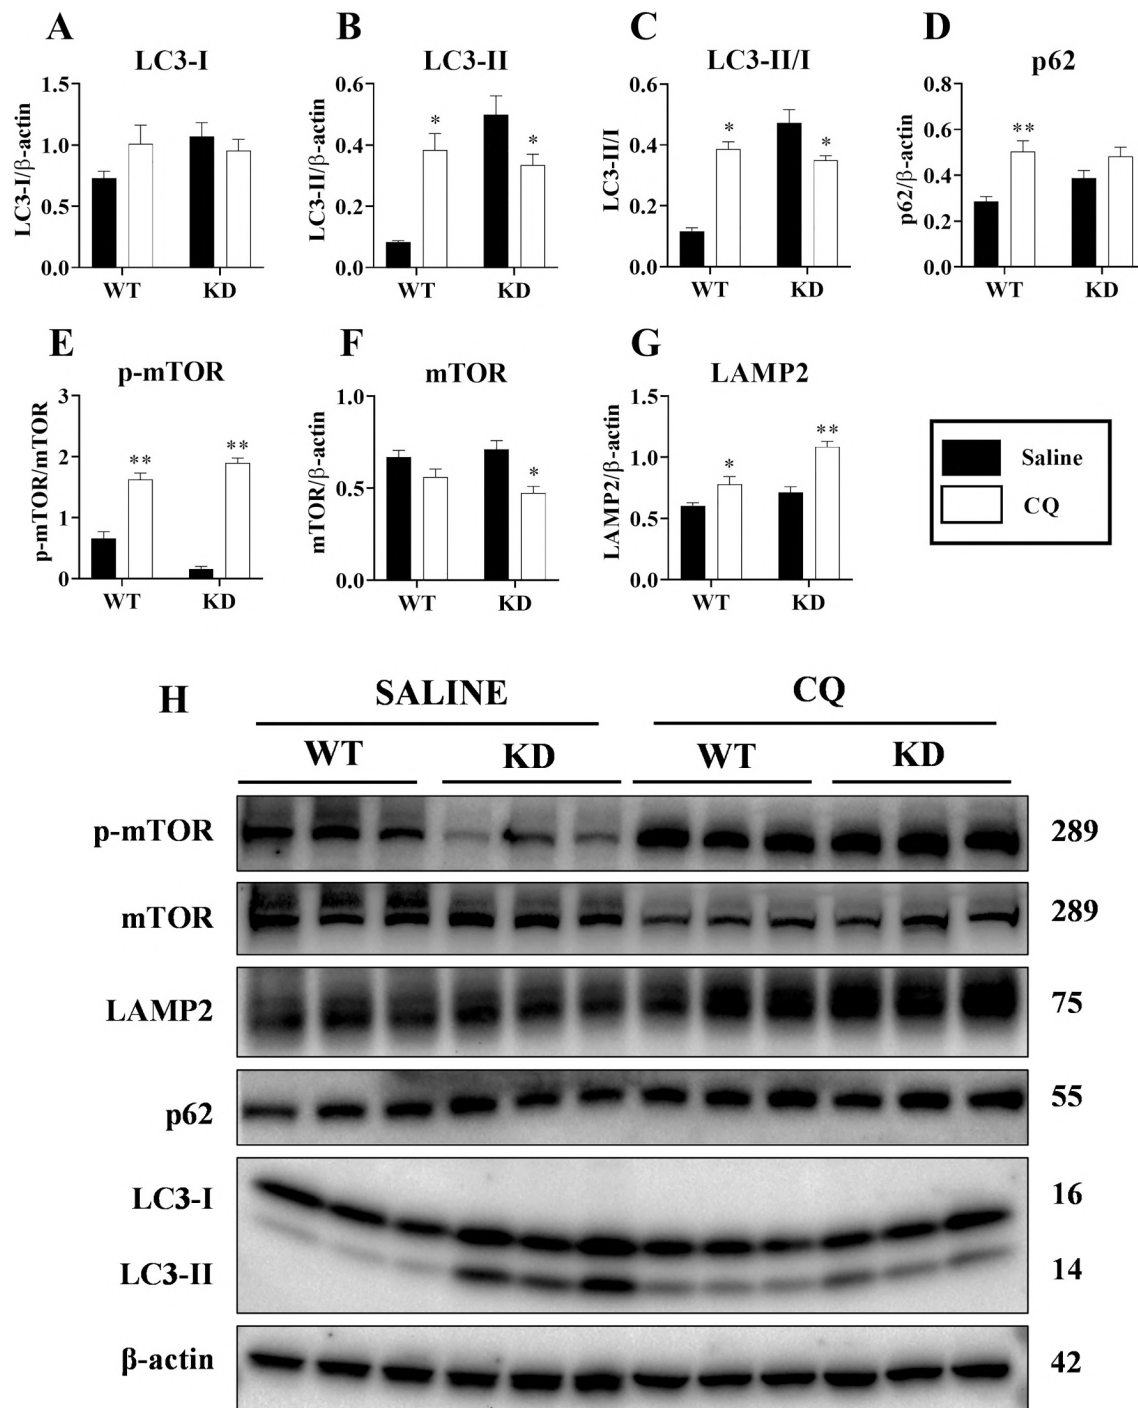 A
B
C
D
LC3-I
LC3-II
LC3-II/I
p62
LC3-I/β-actin
1.5
1.0
0.5
0.0
WT
KD
LC3-II/β-actin
0.6
0.4
0.2
0.0
*
*
WT
KD
LC3-II/I
0.6
0.4
0.2
0.0
*
*
WT
KD
p62/β-actin
0.8
0.6
0.4
0.2
0.0
**
WT
KD
E
F
G
p-mTOR
mTOR
LAMP2
p-mTOR/mTOR
3
2
1
0
**
**
WT
KD
mTOR/β-actin
1.0
0.5
0.0
*
WT
KD
LAMP2/β-actin
1.5
1.0
0.5
0.0
*
**
WT
KD
Saline
CQ
H
SALINE
CQ
WT
KD
WT
KD
p-mTOR
289
mTOR
289
LAMP2
75
p62
55
LC3-I
16
LC3-II
14
β-actin
42